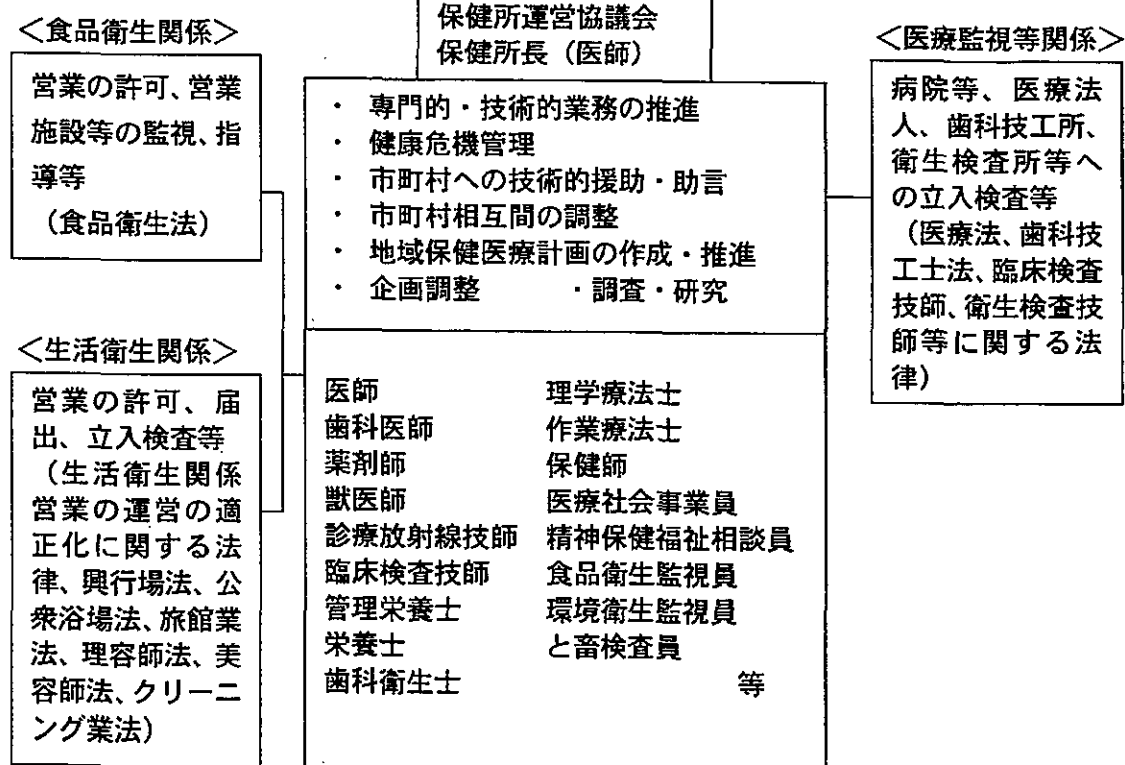 ＜食品衛生関係＞
営業の許可、営業
施設等の監視、指
導等
（食品衛生法）
保健所運営協議会
保健所長（医師）
・ 専門的・技術的業務の推進
・ 健康危機管理
・ 市町村への技術的援助・助言
・ 市町村相互間の調整
・ 地域保健医療計画の作成・推進
・ 企画調整 ・調査・研究
＜医療監視等関係＞
病院等、医療法
人、歯科技工所、
衛生検査所等へ
の立入検査等
（医療法、歯科技
工士法、臨床検査
技師、衛生検査技
師等に関する法
律）
＜生活衛生関係＞
営業の許可、届
出、立入検査等
（生活衛生関係
営業の運営の適
正化に関する法
律、興行場法、公
衆浴場法、旅館業
法、理容師法、美
容師法、クリーニ
ング業法）
医師 理学療法士
歯科医師 作業療法士
薬剤師 保健師
獣医師 医療社会事業員
診療放射線技師 精神保健福祉相談員
臨床検査技師 食品衛生監視員
管理栄養士 環境衛生監視員
栄養士 と畜検査員
歯科衛生士 等